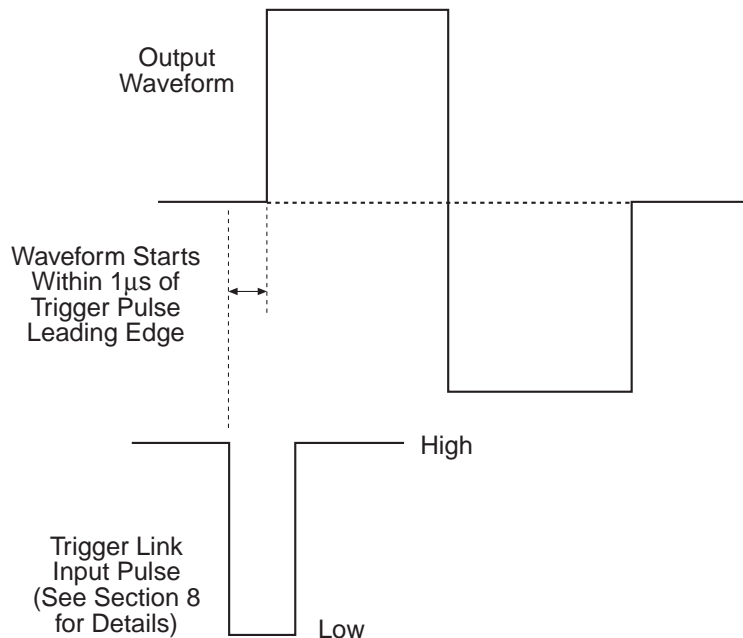 Output
Waveform
Waveform Starts
Within 1μs of
Trigger Pulse
Leading Edge
High
Trigger Link
Input Pulse
(See Section 8
for Details)
Low